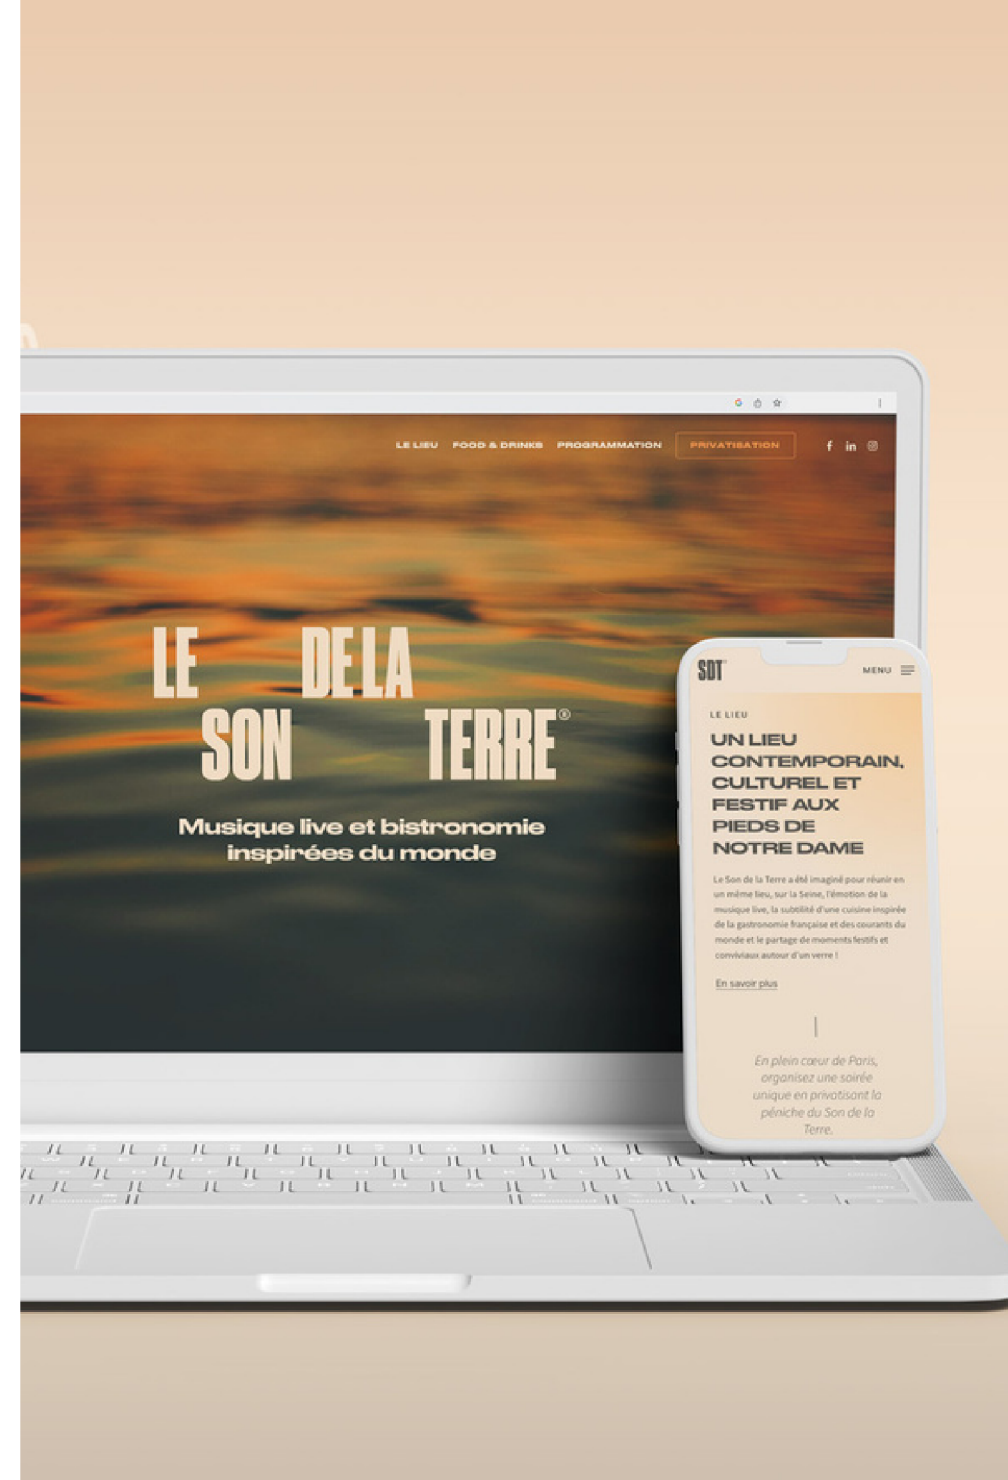 LE LIEU FOOD & DRINKS PROGRAMMATION PRIVATISATION f in
LE DE LA
SON TERRE®
Musique live et bistronomie
inspirées du monde
SDT MENU
LE LIEU
UN LIEU
CONTEMPORAIN,
CULTUREL ET
FESTIF AUX
PIEDS DE
NOTRE DAME
Le Son de la Terre a été imaginé pour réunir en
un même lieu, sur la Seine, l'émotion de la
musique live, la subtilité d'une cuisine inspirée
de la gastronomie française et des courants du
monde et le partage de moments festifs et
conviviaux autour d'un verre !
En savoir plus
En plein cœur de Paris,
organisez une soirée
unique en privatisant la
péniche du Son de la
Terre.